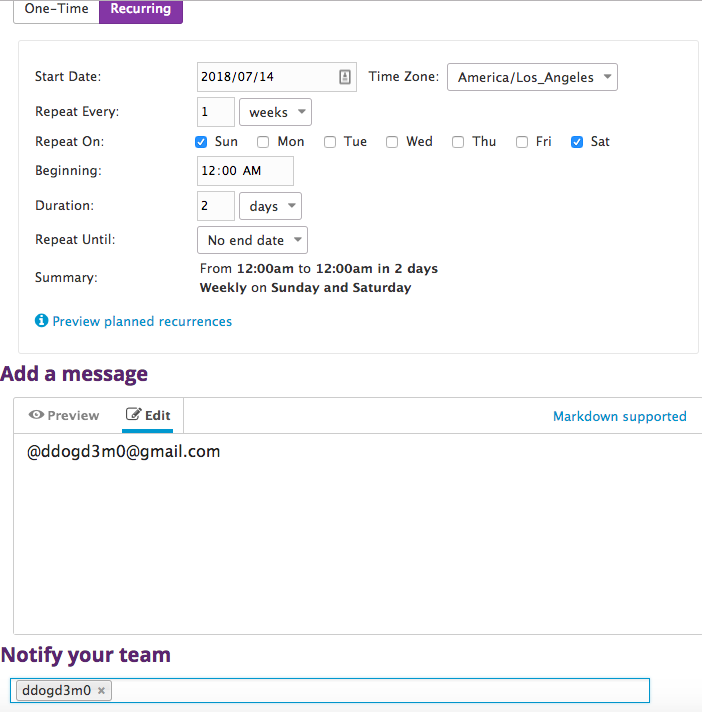 One-Time Recurring
Start Date: 2018/07/14 Time Zone: America/Los_Angeles
Repeat Every: 1 weeks
Repeat On: Sun Mon Tue Wed Thu Fri Sat
Beginning: 12:00 AM
Duration: 2 days
Repeat Until: No end date
Summary: From 12:00am to 12:00am in 2 days
Weekly on Sunday and Saturday
Preview planned recurrences
Add a message
Preview Edit Markdown supported
@ddogd3m0@gmail.com
Notify your team
ddogd3m0 ×